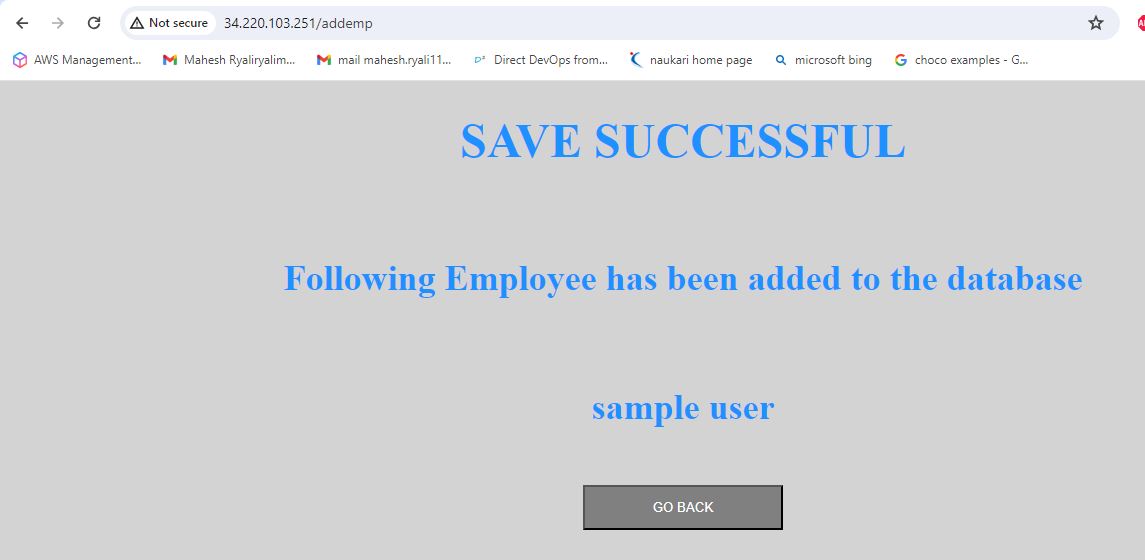 Not secure 34.220.103.251/addemp
AWS Management... Mahesh Ryaliryalim... mail mahesh.ryali11... Direct DevOps from... naukari home page microsoft bing choco examples - G...
SAVE SUCCESSFUL
Following Employee has been added to the database
sample user
GO BACK